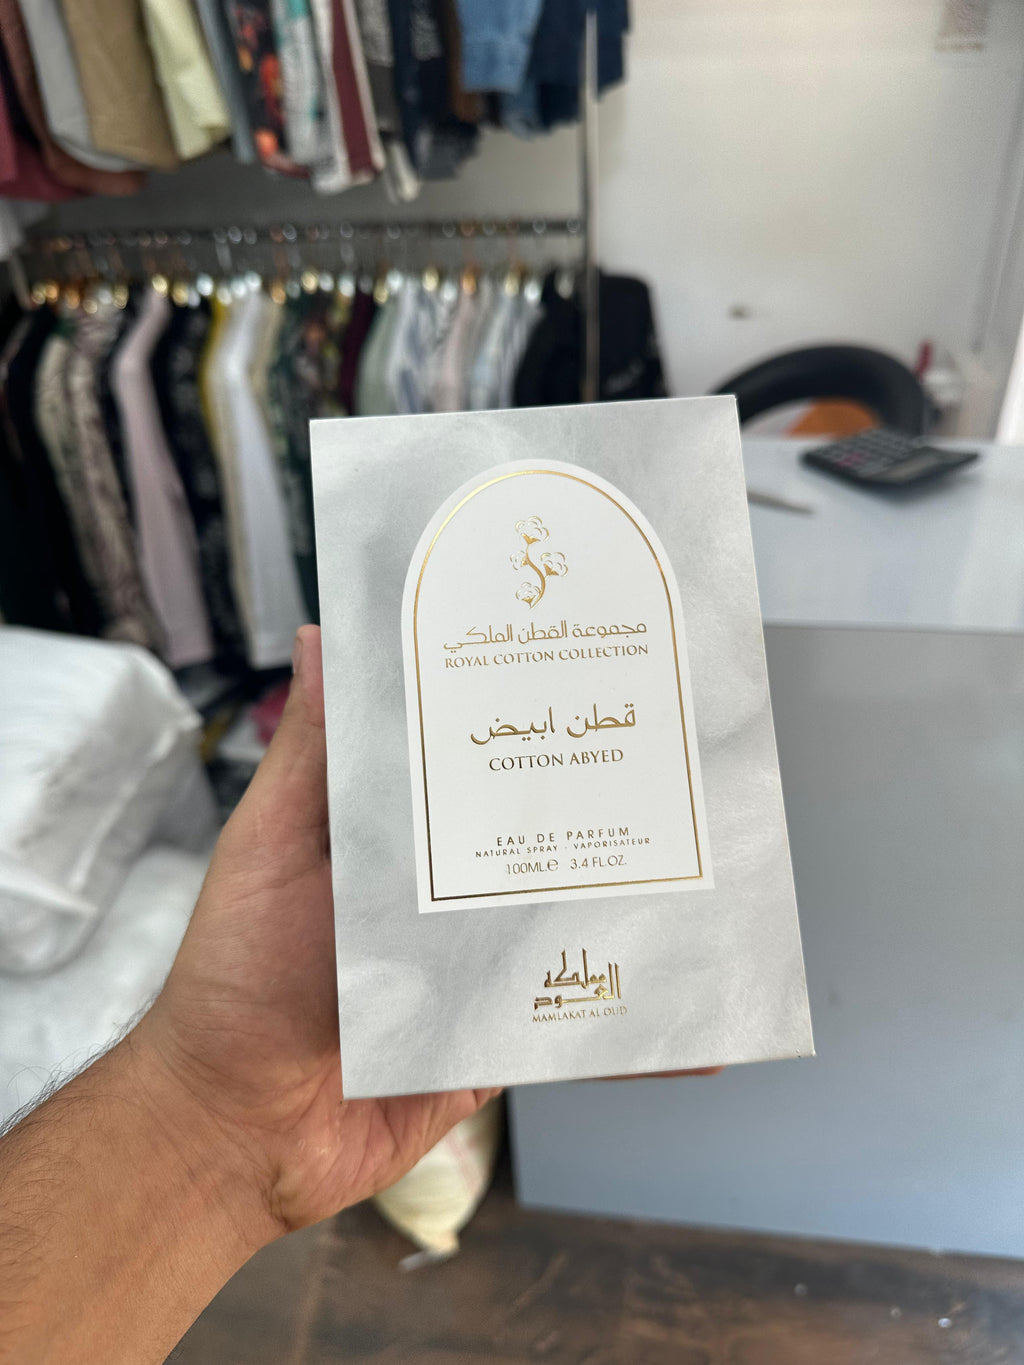 مجموعة القطن الملكي
ROYAL COTTON COLLECTION
قطن ابيض
COTTON ABYED
EAU DE PARFUM
NATURAL SPRAY · VAPORISATEUR
100ML℮ 3.4 FL.OZ.
مملكة
العود
MAMLAKAT AL OUD